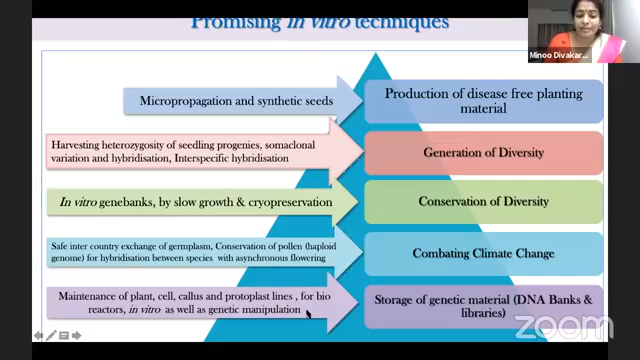 Promising In vitro techniques
Minoo Divakar...
Micropropagation and synthetic seeds
Production of disease free planting
material
Harvesting heterozygosity of seedling progenies, somaclonal
variation and hybridisation, Interspecific hybridisation
Generation of Diversity
In vitro genebanks, by slow growth & cryopreservation
Conservation of Diversity
Safe inter country exchange of germplasm, Conservation of pollen (haploid
genome) for hybridisation between species with asynchronous flowering
Combating Climate Change
Maintenance of plant, cell, callus and protoplast lines, for bio
reactors, in vitro as well as genetic manipulation
Storage of genetic material (DNA Banks &
libraries)
zoom